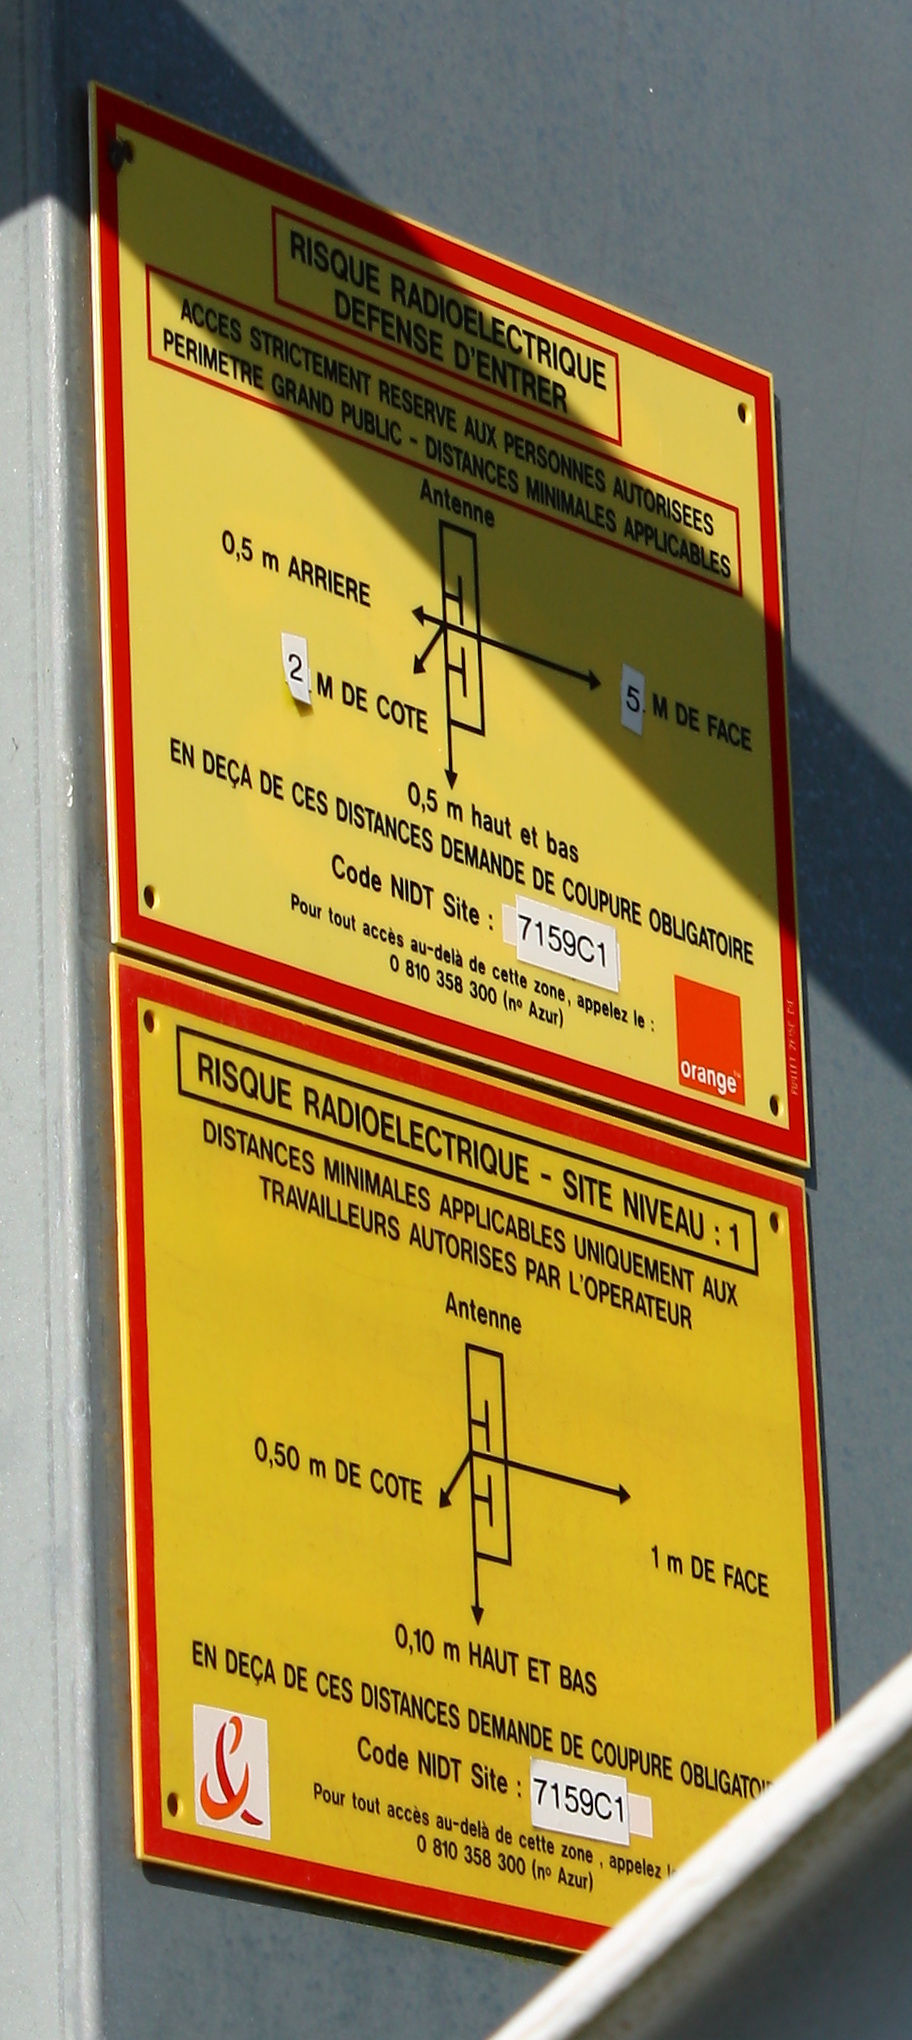 RISQUE RADIOELECTRIQUE
DEFENSE D'ENTRER
ACCES STRICTEMENT RESERVE AUX PERSONNES AUTORISEES
PERIMETRE GRAND PUBLIC - DISTANCES MINIMALES APPLICABLES
Antenne
0,5 m ARRIERE
2 M DE COTE
5 M DE FACE
0,5 m haut et bas
EN DEÇA DE CES DISTANCES DEMANDE DE COUPURE OBLIGATOIRE
Code NIDT Site : 7159C1
Pour tout accès au-delà de cette zone, appelez le :
0 810 358 300 (nº Azur)
orange™
RISQUE RADIOELECTRIQUE - SITE NIVEAU : 1
DISTANCES MINIMALES APPLICABLES UNIQUEMENT AUX
TRAVAILLEURS AUTORISES PAR L'OPERATEUR
Antenne
0,50 m DE COTE
1 m DE FACE
0,10 m HAUT ET BAS
EN DEÇA DE CES DISTANCES DEMANDE DE COUPURE OBLIGATOI
&
Code NIDT Site : 7159C1
Pour tout accès au-delà de cette zone , appelez
0 810 358 300 (nº Azur)